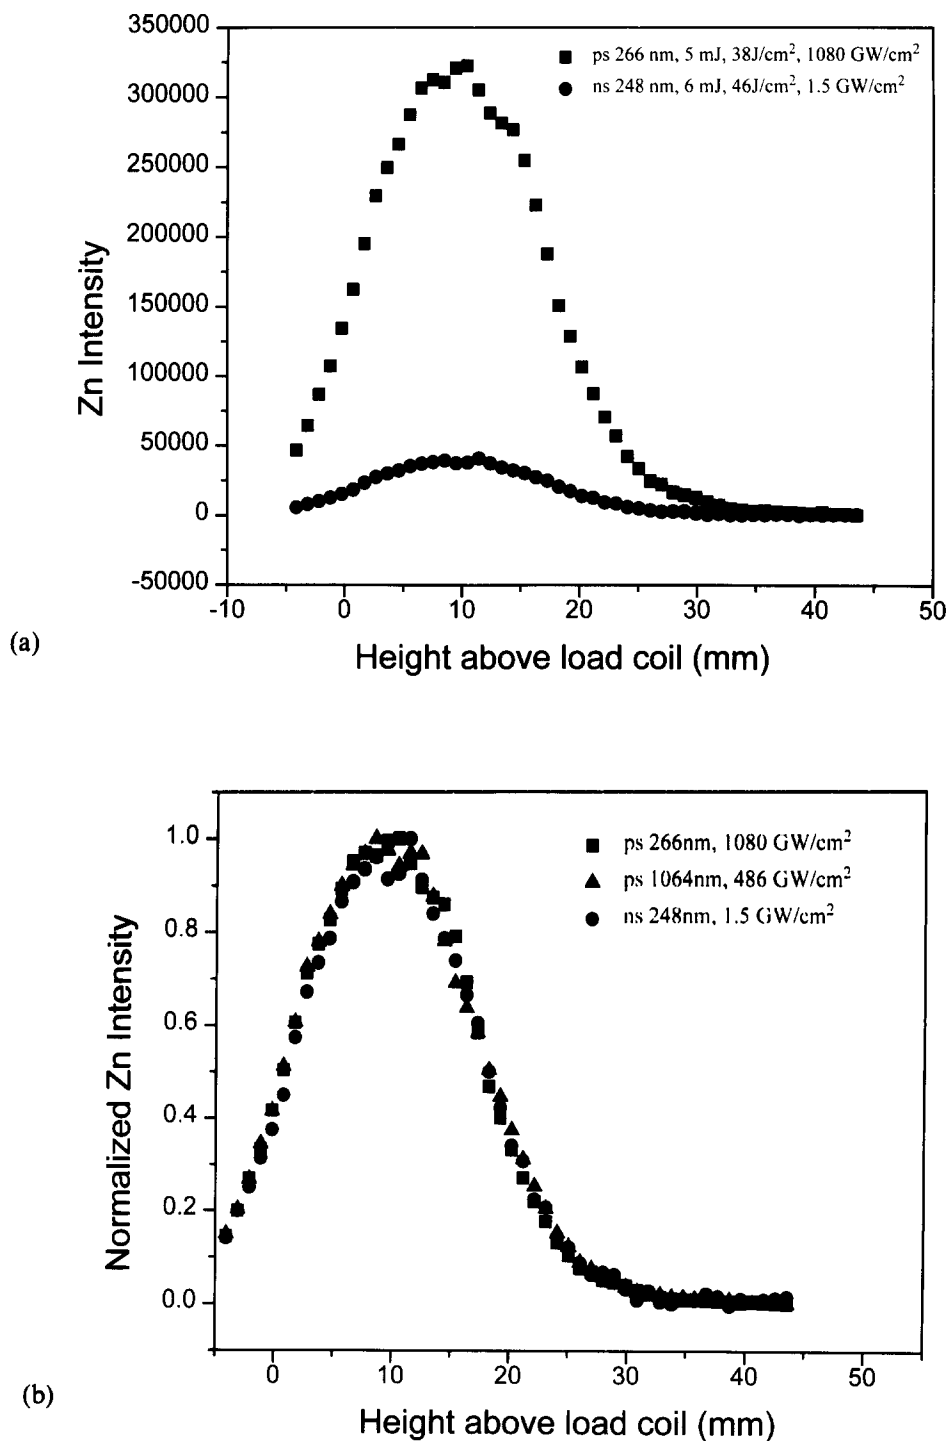 350000
300000
250000
200000
150000
100000
50000
0
-50000
Zn Intensity
ps 266 nm, 5 mJ, 38J/cm², 1080 GW/cm²
ns 248 nm, 6 mJ, 46J/cm², 1.5 GW/cm²
-10 0 10 20 30 40 50
Height above load coil (mm)
(a)
1.0
0.8
0.6
0.4
0.2
0.0
Normalized Zn Intensity
ps 266nm, 1080 GW/cm²
ps 1064nm, 486 GW/cm²
ns 248nm, 1.5 GW/cm²
0 10 20 30 40 50
Height above load coil (mm)
(b)